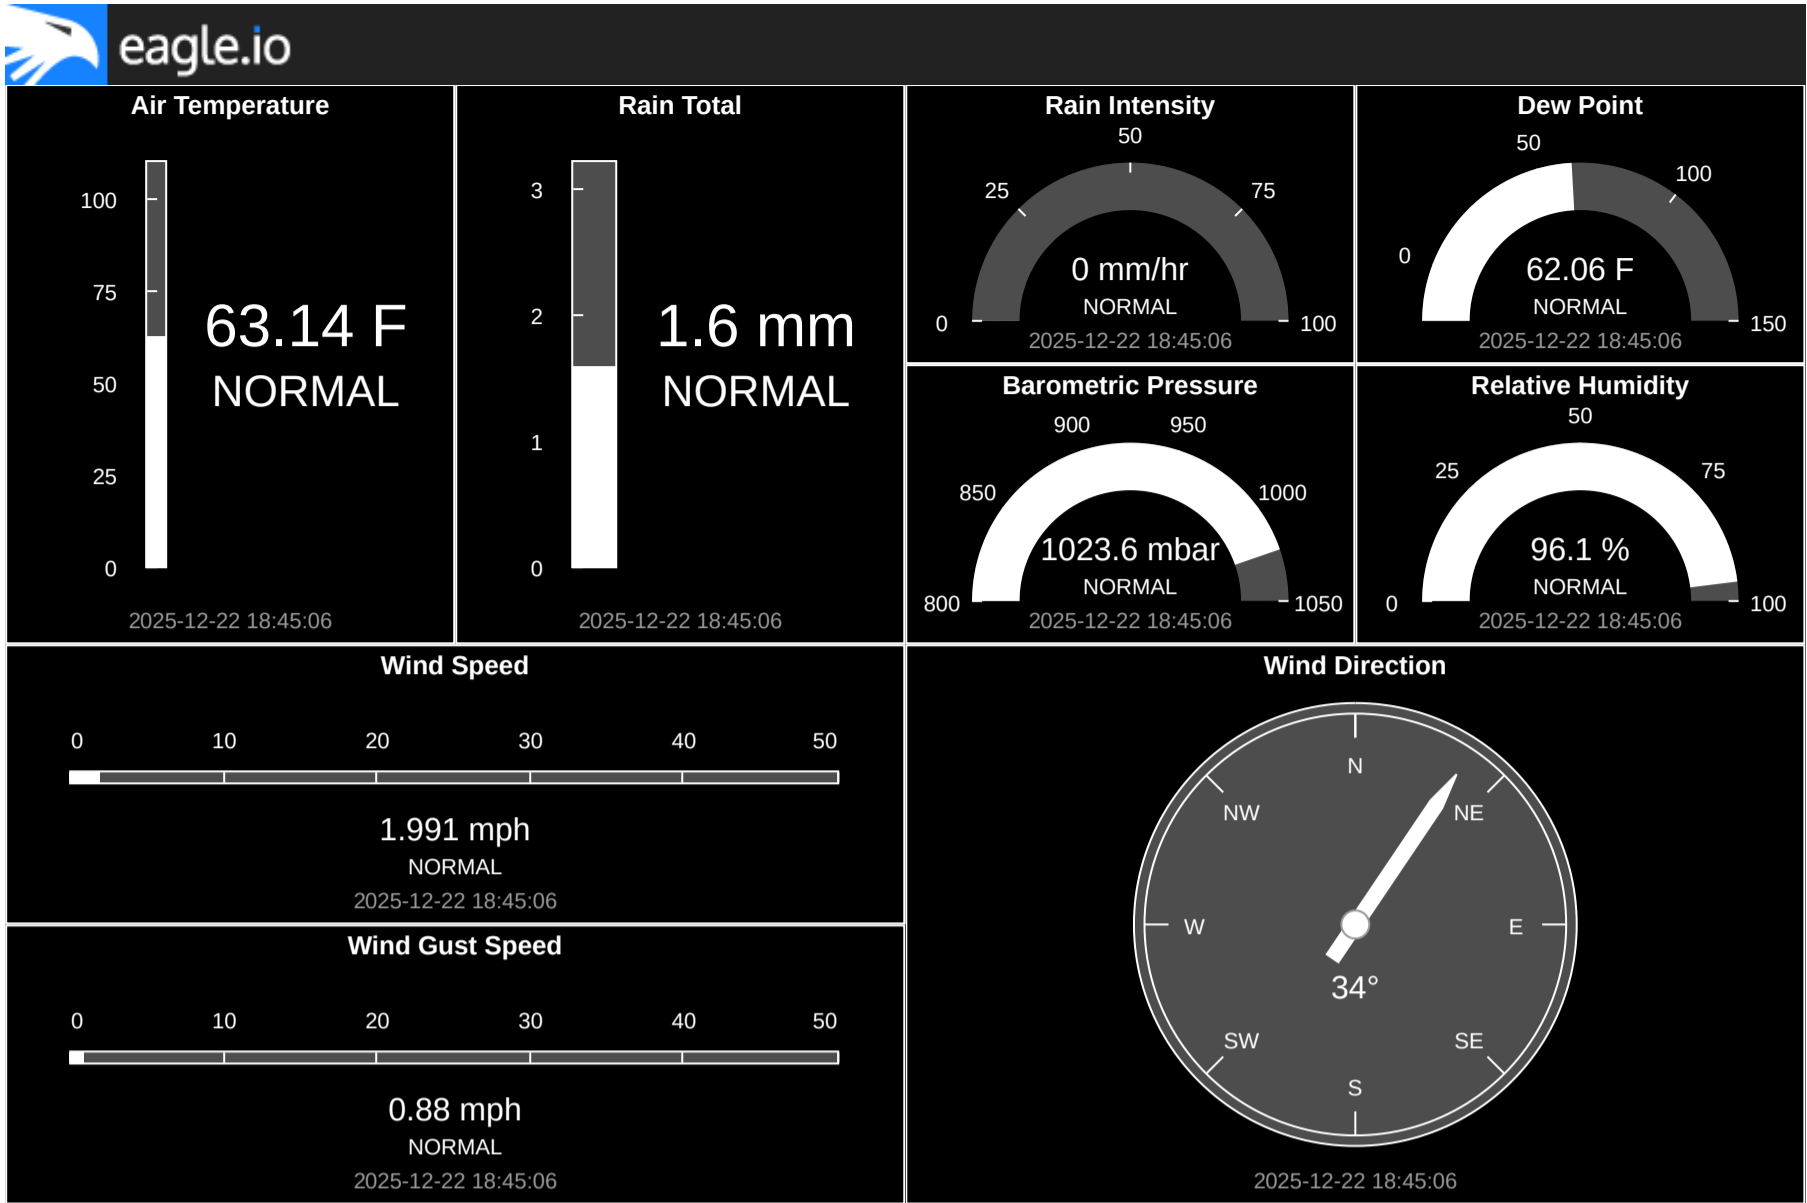 eagle.io
Air Temperature
100
75
50
25
0
63.14 F
NORMAL
2025-12-22 18:45:06
Rain Total
3
2
1
0
1.6 mm
NORMAL
2025-12-22 18:45:06
Rain Intensity
0
25
50
75
100
0 mm/hr
NORMAL
2025-12-22 18:45:06
Dew Point
0
50
100
150
62.06 F
NORMAL
2025-12-22 18:45:06
Barometric Pressure
800
850
900
950
1000
1050
1023.6 mbar
NORMAL
2025-12-22 18:45:06
Relative Humidity
0
25
50
75
100
96.1 %
NORMAL
2025-12-22 18:45:06
Wind Speed
0 10 20 30 40 50
1.991 mph
NORMAL
2025-12-22 18:45:06
Wind Gust Speed
0 10 20 30 40 50
0.88 mph
NORMAL
2025-12-22 18:45:06
Wind Direction
N
NW NE
W E
34°
SW SE
S
2025-12-22 18:45:06